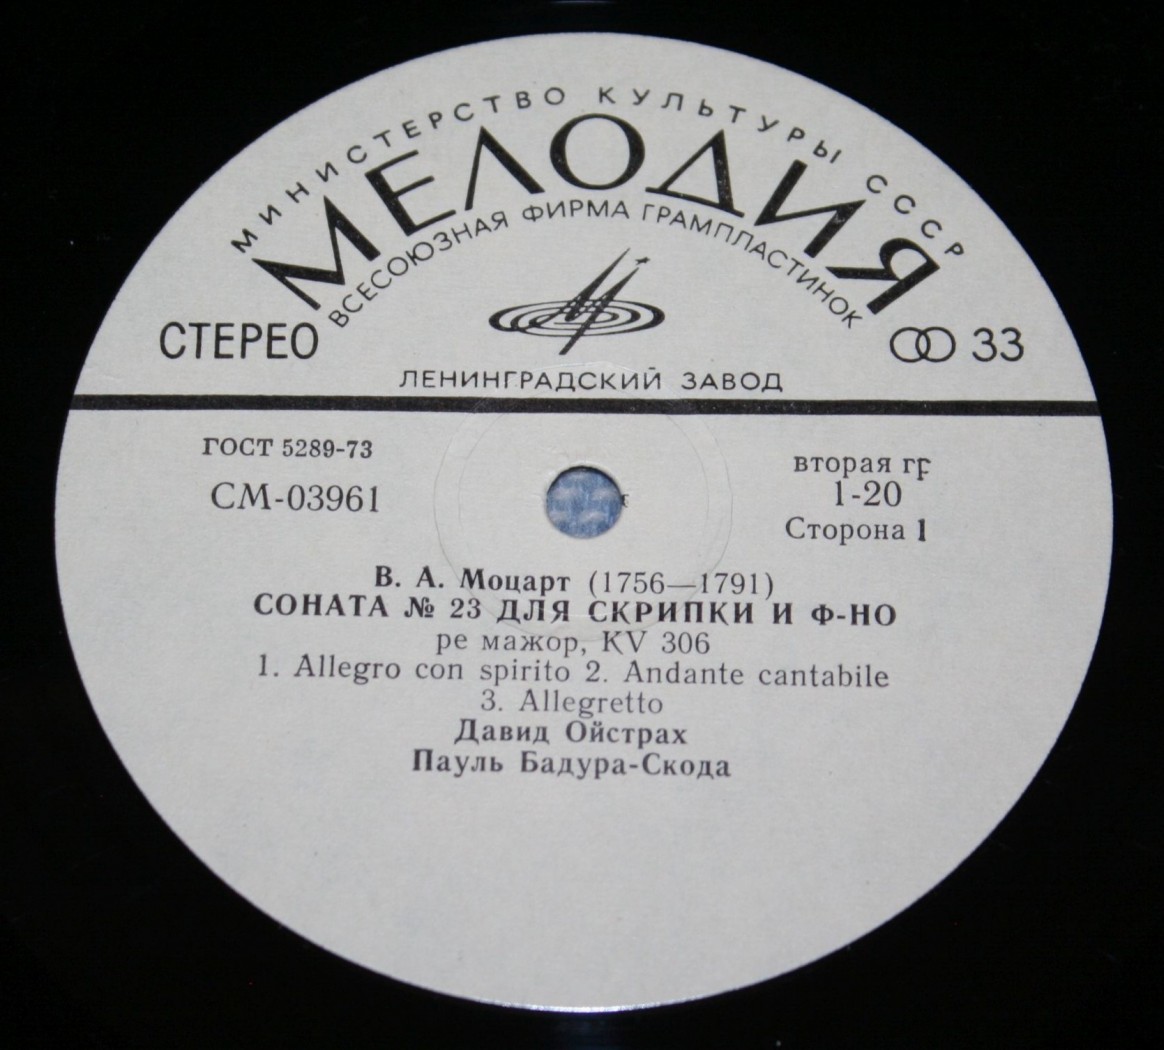 МИНИСТЕРСТВО КУЛЬТУРЫ СССР
МЕЛОДИЯ
ВСЕСОЮЗНАЯ ФИРМА ГРАМПЛАСТИНОК
СТЕРЕО
33
ЛЕНИНГРАДСКИЙ ЗАВОД
ГОСТ 5289-73
вторая гр
СМ-03961
1-20
Сторона 1
В. А. Моцарт (1756—1791)
СОНАТА № 23 ДЛЯ СКРИПКИ И Ф-НО
ре мажор, KV 306
1. Allegro con spirito 2. Andante cantabile
3. Allegretto
Давид Ойстрах
Пауль Бадура-Скода